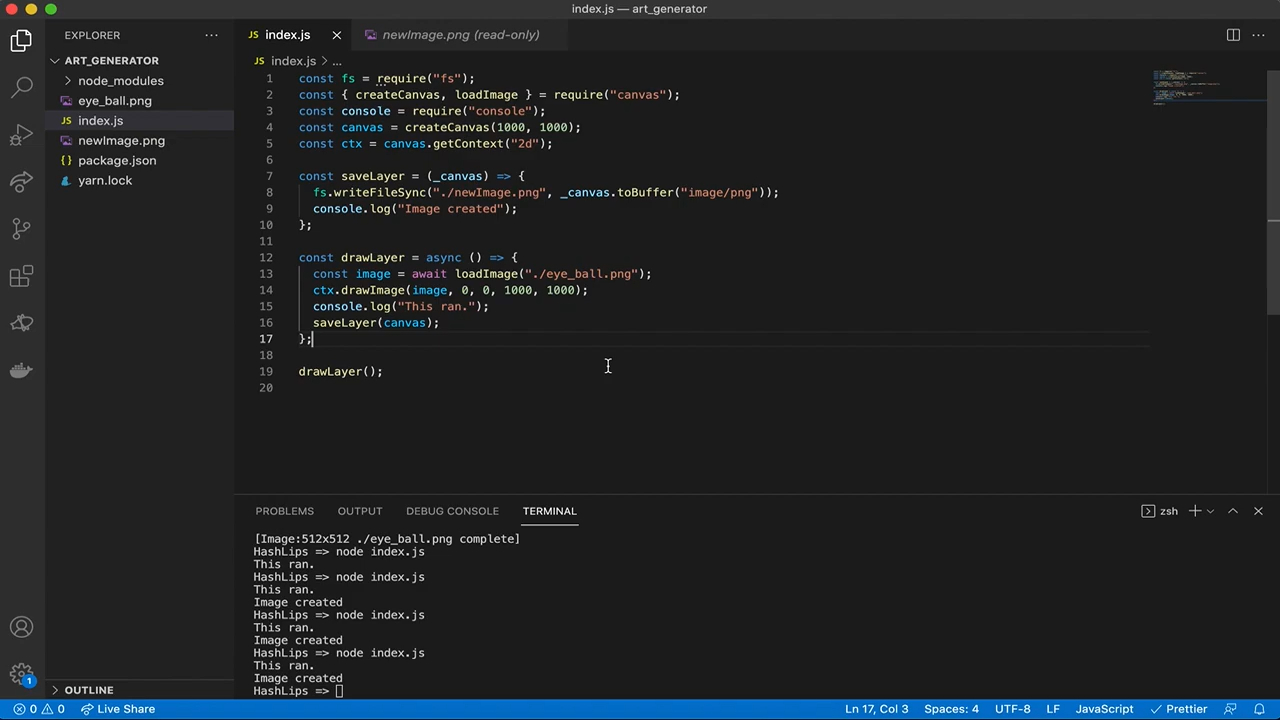 index.js — art_generator
EXPLORER
ART_GENERATOR
node_modules
eye_ball.png
index.js
newImage.png
package.json
yarn.lock
OUTLINE
index.js
newImage.png (read-only)
index.js > ...
1 const fs = require("fs");
2 const { createCanvas, loadImage } = require("canvas");
3 const console = require("console");
4 const canvas = createCanvas(1000, 1000);
5 const ctx = canvas.getContext("2d");
6
7 const saveLayer = (_canvas) => {
8 fs.writeFileSync("./newImage.png", _canvas.toBuffer("image/png"));
9 console.log("Image created");
10 };
11
12 const drawLayer = async () => {
13 const image = await loadImage("./eye_ball.png");
14 ctx.drawImage(image, 0, 0, 1000, 1000);
15 console.log("This ran.");
16 saveLayer(canvas);
17 };
18
19 drawLayer();
20
PROBLEMS OUTPUT DEBUG CONSOLE TERMINAL
zsh
[Image:512x512 ./eye_ball.png complete]
HashLips => node index.js
This ran.
HashLips => node index.js
This ran.
Image created
HashLips => node index.js
This ran.
Image created
HashLips => node index.js
This ran.
Image created
HashLips =>
1
0 0 Live Share Ln 17, Col 3 Spaces: 4 UTF-8 LF JavaScript Prettier